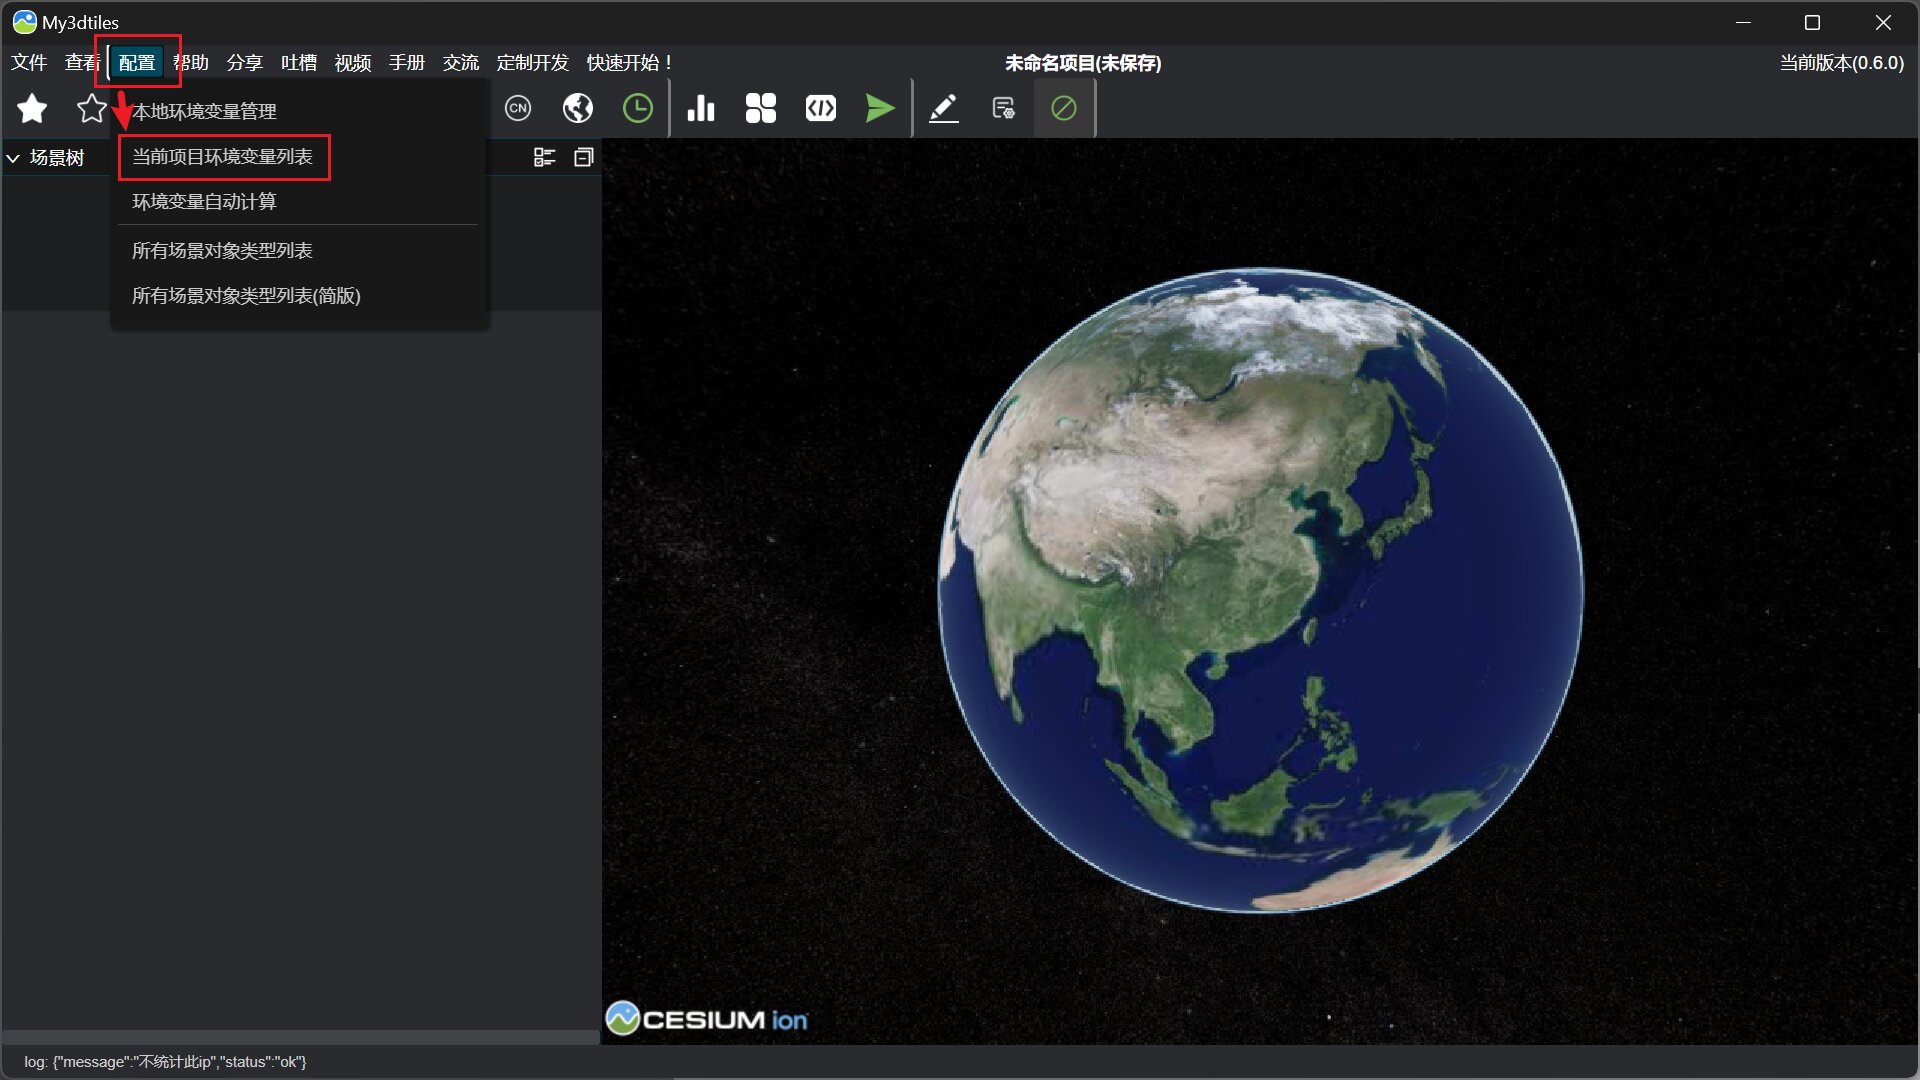 My3dtiles
文件 查看 配置 帮助 分享 吐槽 视频 手册 交流 定制开发 快速开始！ 未命名项目(未保存) 当前版本(0.6.0)
CN
本地环境变量管理
场景树
当前项目环境变量列表
环境变量自动计算
所有场景对象类型列表
所有场景对象类型列表(简版)
CESIUM ion
log: {"message":"不统计此ip","status":"ok"}